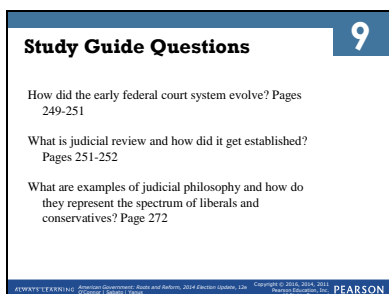 9
Study Guide Questions
How did the early federal court system evolve? Pages
249-251
What is judicial review and how did it get established?
Pages 251-252
What are examples of judicial philosophy and how do
they represent the spectrum of liberals and
conservatives? Page 272
ALWAYS LEARNING
American Government: Roots and Reform, 2014 Election Update, 12e
O'Connor | Sabato | Yanus
Copyright © 2016, 2014, 2011
Pearson Education, Inc.
PEARSON